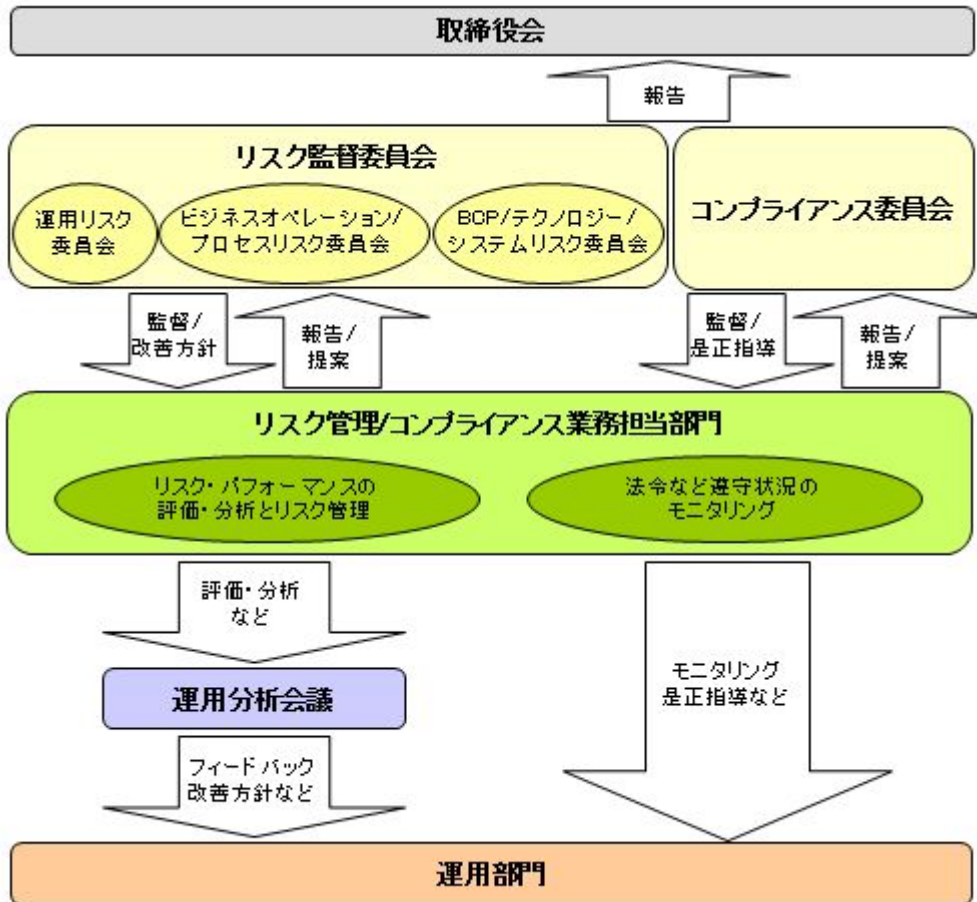 取締役会
報告
リスク監督委員会
運用リスク
委員会
ビジネスオペレーション/
プロセスリスク委員会
BCP/テクノロジー/
システムリスク委員会
コンプライアンス委員会
監督/
改善方針
報告/
提案
監督/
是正指導
報告/
提案
リスク管理/コンプライアンス業務担当部門
リスク・パフォーマンスの
評価・分析とリスク管理
法令など遵守状況の
モニタリング
評価・分析
など
運用分析会議
モニタリング
是正指導など
フィードバック
改善方針など
運用部門